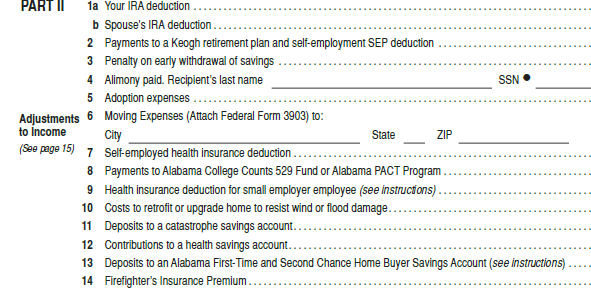 PART II 1a Your IRA deduction
b Spouse's IRA deduction
2 Payments to a Keogh retirement plan and self-employment SEP deduction
3 Penalty on early withdrawal of savings
4 Alimony paid. Recipient's last name SSN •
5 Adoption expenses
Adjustments to Income (See page 15)
6 Moving Expenses (Attach Federal Form 3903) to:
City State ZIP
7 Self-employed health insurance deduction
8 Payments to Alabama College Counts 529 Fund or Alabama PACT Program
9 Health insurance deduction for small employer employee (see instructions)
10 Costs to retrofit or upgrade home to resist wind or flood damage
11 Deposits to a catastrophe savings account
12 Contributions to a health savings account
13 Deposits to an Alabama First-Time and Second Chance Home Buyer Savings Account (see instructions)
14 Firefighter's Insurance Premium